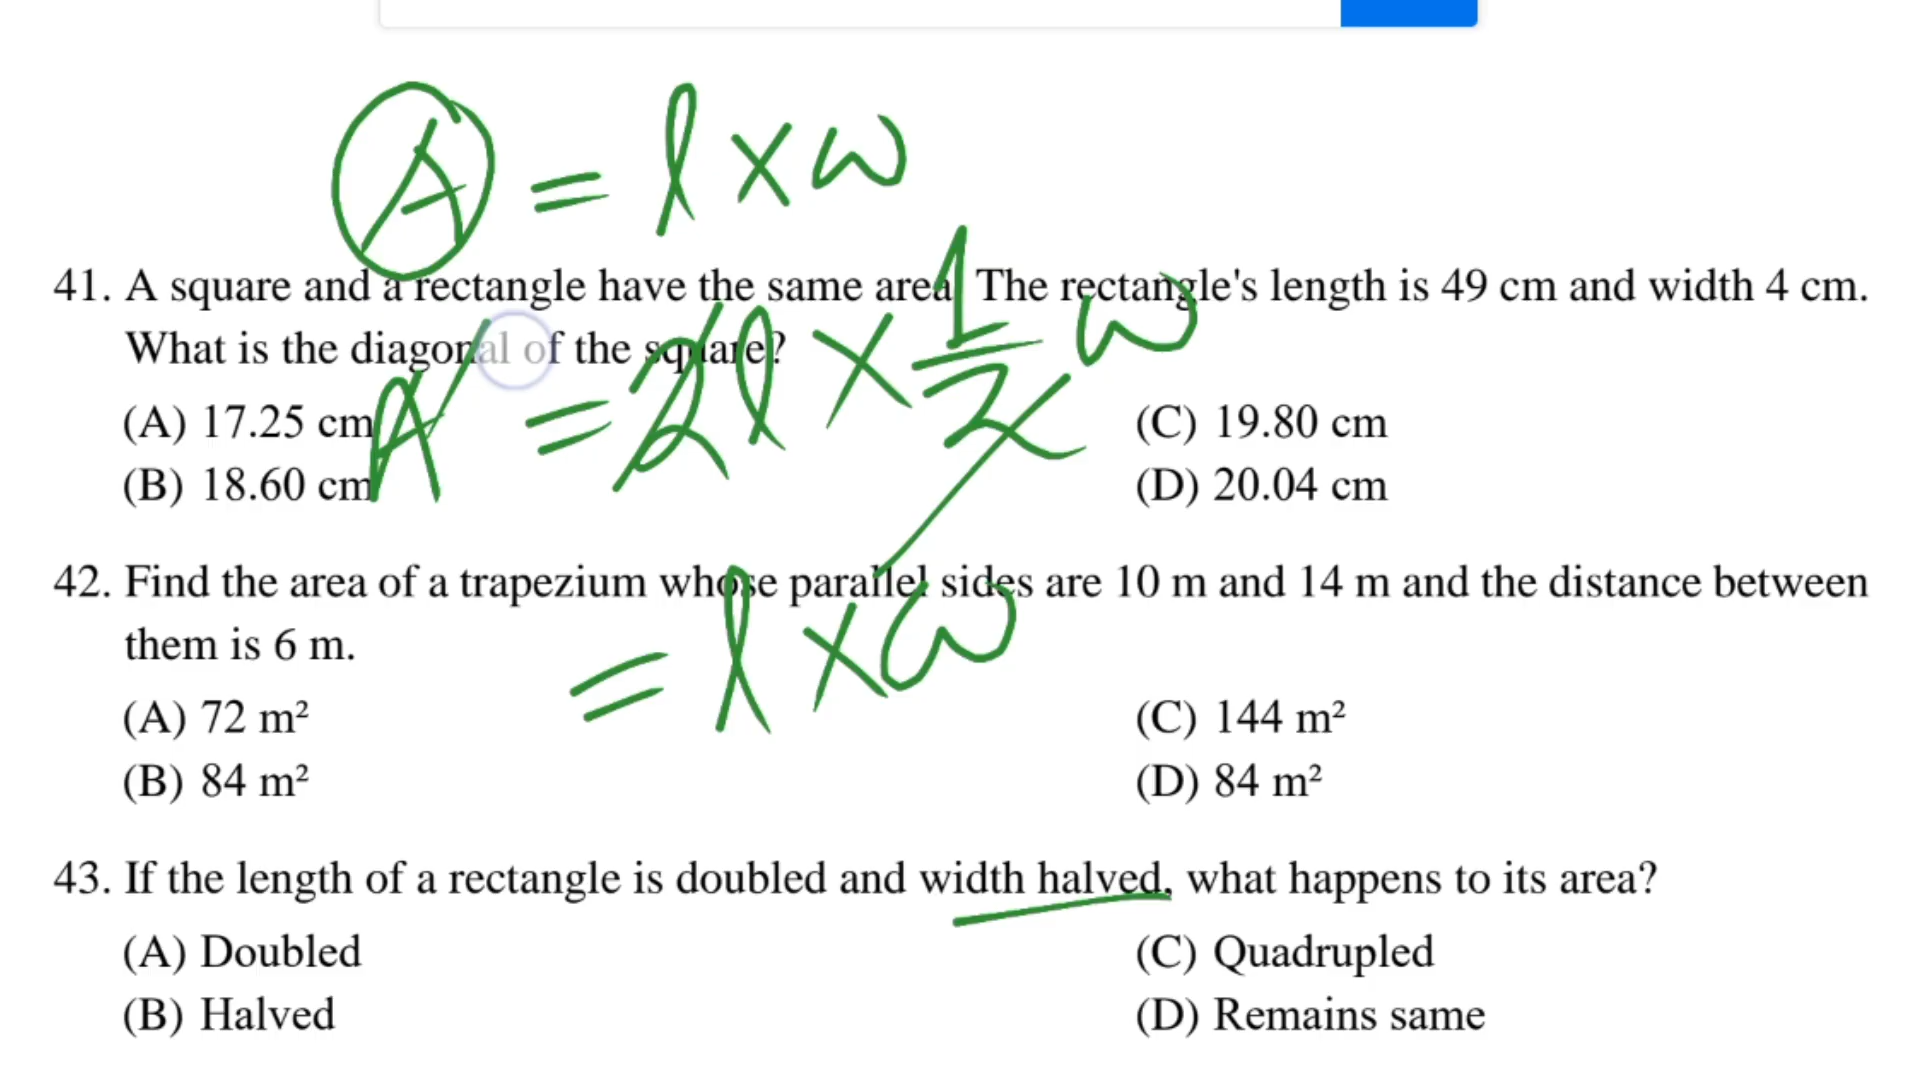 A = l × w
41. A square and a rectangle have the same area. The rectangle's length is 49 cm and width 4 cm.
What is the diagonal of the square?
A = 2l × 1/2 w
(A) 17.25 cm
(C) 19.80 cm
(B) 18.60 cm
(D) 20.04 cm
42. Find the area of a trapezium whose parallel sides are 10 m and 14 m and the distance between
them is 6 m.
= l × w
(A) 72 m²
(C) 144 m²
(B) 84 m²
(D) 84 m²
43. If the length of a rectangle is doubled and width halved, what happens to its area?
(A) Doubled
(C) Quadrupled
(B) Halved
(D) Remains same